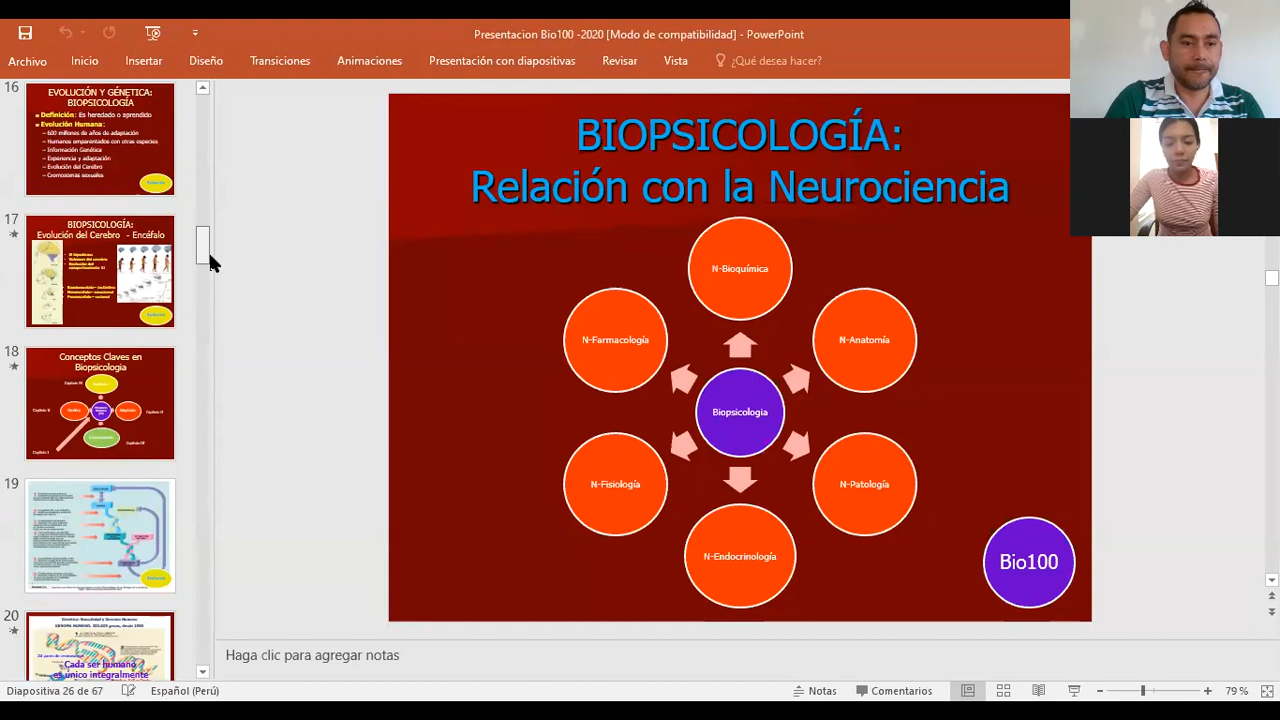 Presentacion Bio100 -2020 [Modo de compatibilidad] - PowerPoint
Archivo
Inicio
Insertar
Diseño
Transiciones
Animaciones
Presentación con diapositivas
Revisar
Vista
¿Qué desea hacer?
16
EVOLUCIÓN Y GÉNETICA:
BIOPSICOLOGÍA
Definición: Es heredado o aprendido
Evolución Humana:
– 600 millones de años de adaptación
– Humanos emparentados con otras especies
– Información Genética
– Experiencia y adaptación
– Evolución del Cerebro
– Cromosomas sexuales
17
BIOPSICOLOGÍA:
Evolución del Cerebro - Encéfalo
18
Conceptos Claves en
Biopsicologia
19
20
Cada ser humano
es único integralmente
BIOPSICOLOGÍA:
Relación con la Neurociencia
N-Bioquímica
N-Farmacología
N-Anatomía
Biopsicologia
N-Fisiología
N-Patología
N-Endocrinología
Bio100
Haga clic para agregar notas
Diapositiva 26 de 67
Español (Perú)
Notas
Comentarios
79 %